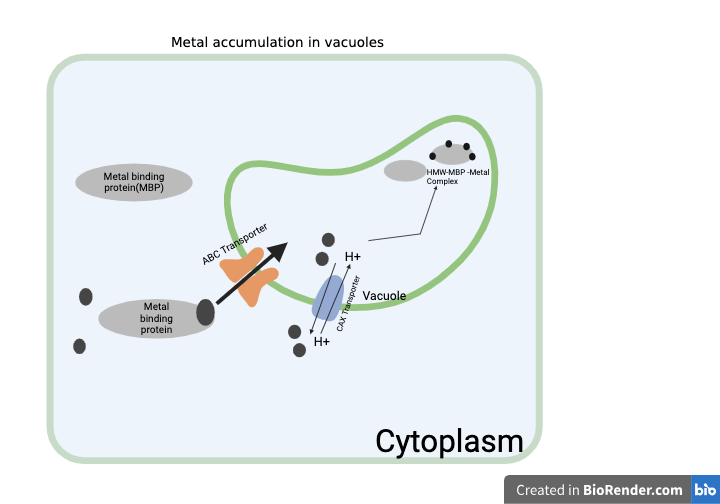 Metal accumulation in vacuoles
Metal binding
protein(MBP)
HMW-MBP -Metal
Complex
ABC Transporter
H+
CAX Transporter
Vacuole
Metal
binding
protein
H+
Cytoplasm
Created in BioRender.com bio